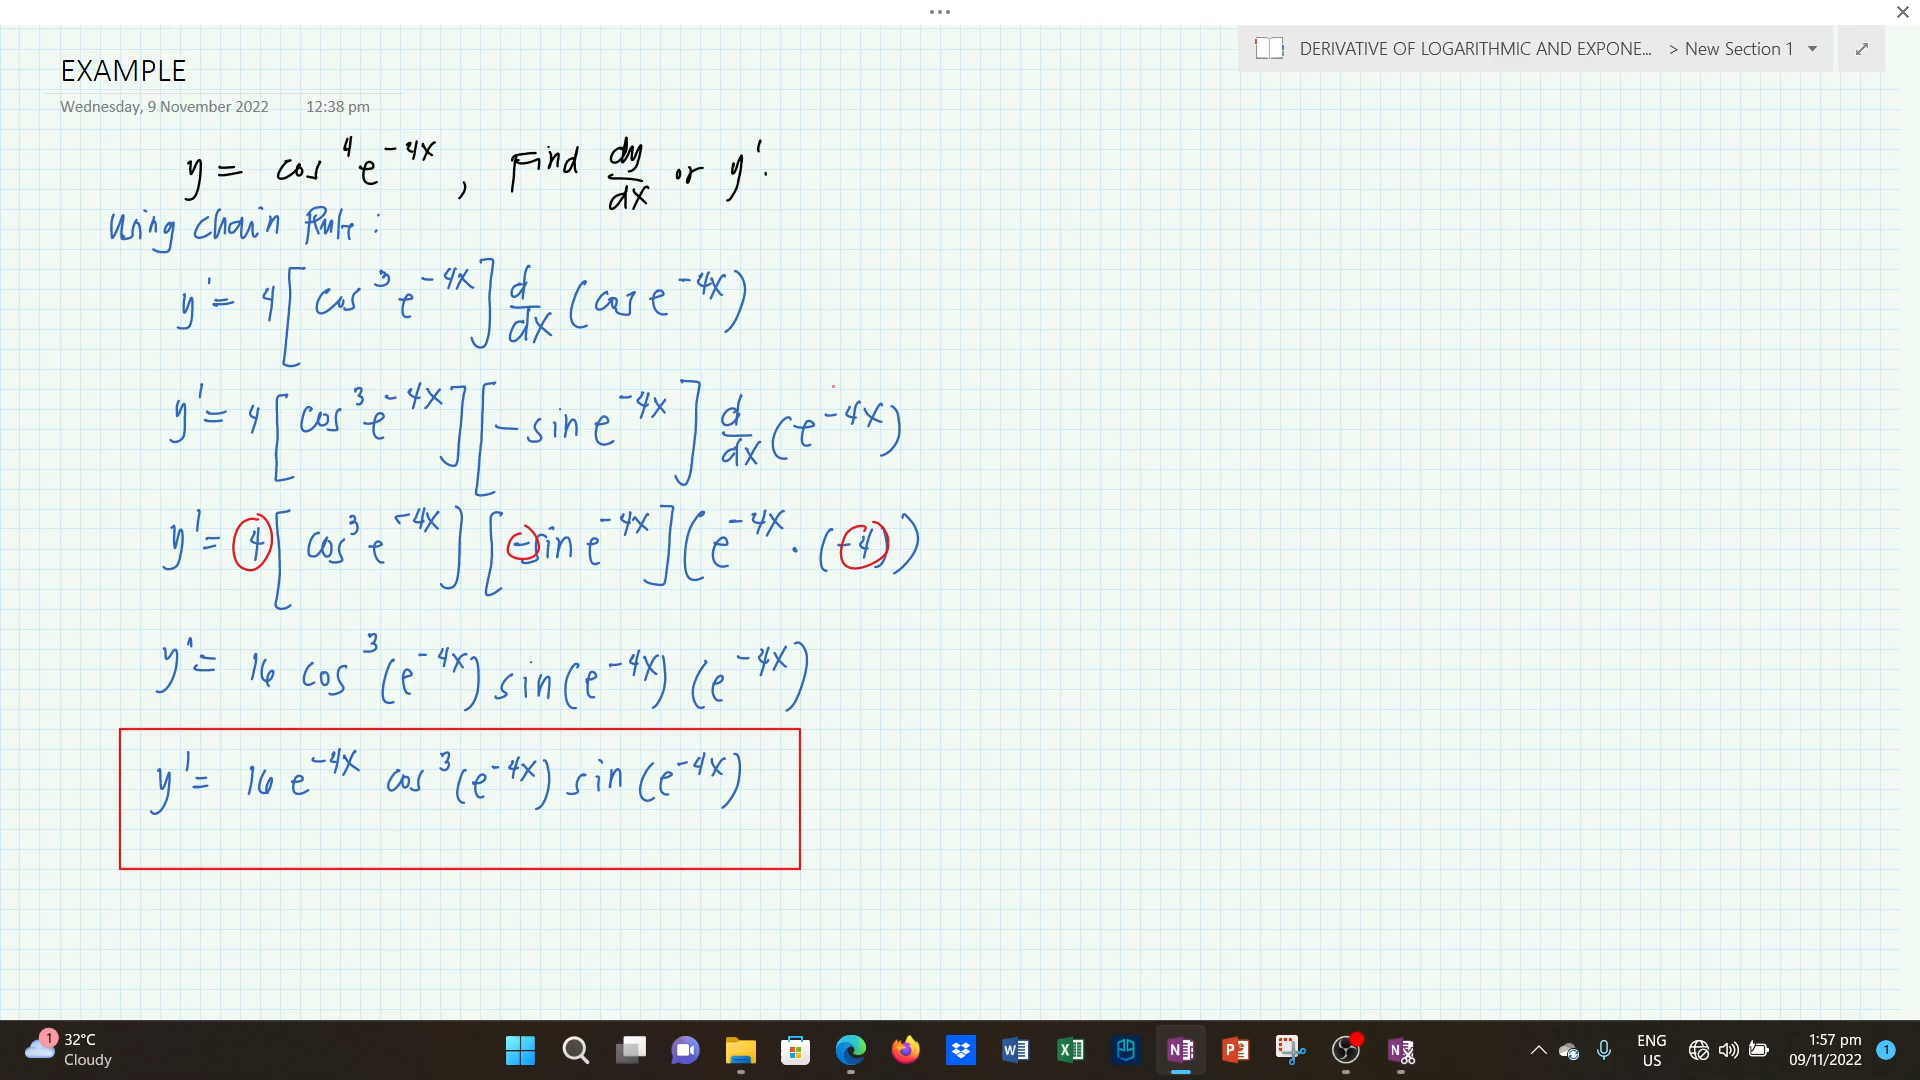 DERIVATIVE OF LOGARITHMIC AND EXPONE... > New Section 1
EXAMPLE
Wednesday, 9 November 2022 12:38 pm
y = cos⁴ e^{-4x}, Find dy/dx or y'.
Using Chain Rule:
y' = 4[cos³ e^{-4x}] d/dx (cos e^{-4x})
y' = 4[cos³ e^{-4x}][-sin e^{-4x}] d/dx (e^{-4x})
y' = 4[cos³ e^{-4x}][-sin e^{-4x}](e^{-4x} · (-4))
y' = 16 cos³(e^{-4x}) sin(e^{-4x}) (e^{-4x})
y' = 16 e^{-4x} cos³(e^{-4x}) sin(e^{-4x})
1 32°C
Cloudy
ENG
US
1:57 pm
09/11/2022
1